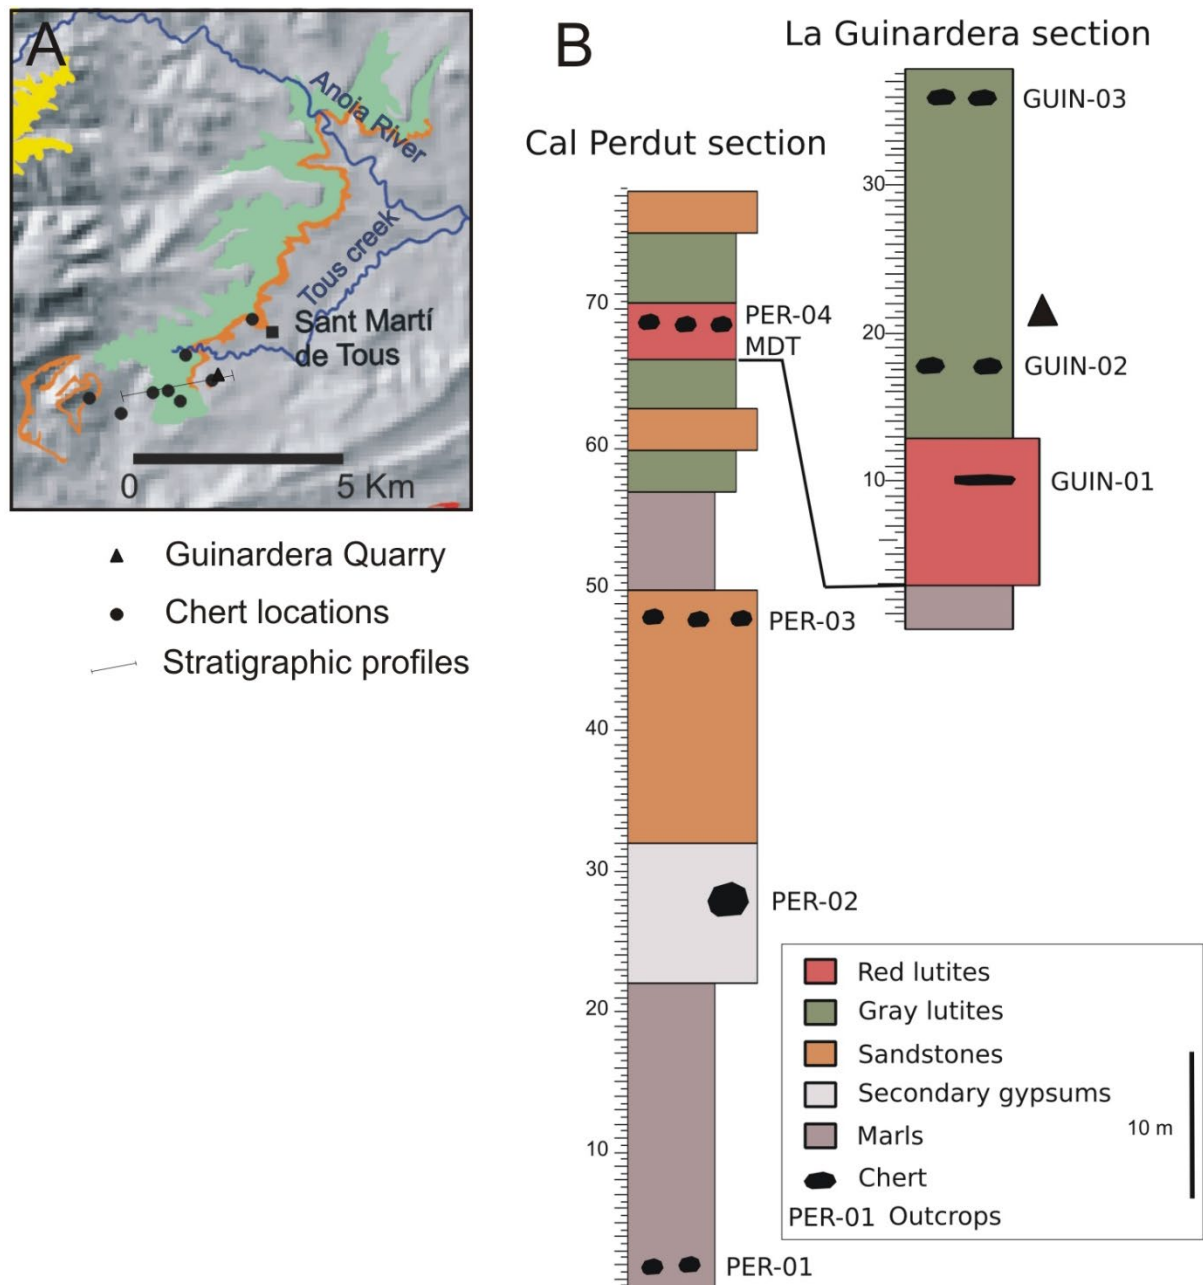 A
Anoia River
Tous creek
Sant Martí
de Tous
0
5 Km
Guinardera Quarry
Chert locations
Stratigraphic profiles
B
La Guinardera section
Cal Perdut section
GUIN-03
30
GUIN-02
20
GUIN-01
10
70
PER-04
MDT
60
50
PER-03
40
30
PER-02
20
10
PER-01
Red lutites
Gray lutites
Sandstones
Secondary gypsums
Marls
Chert
PER-01 Outcrops
10 m